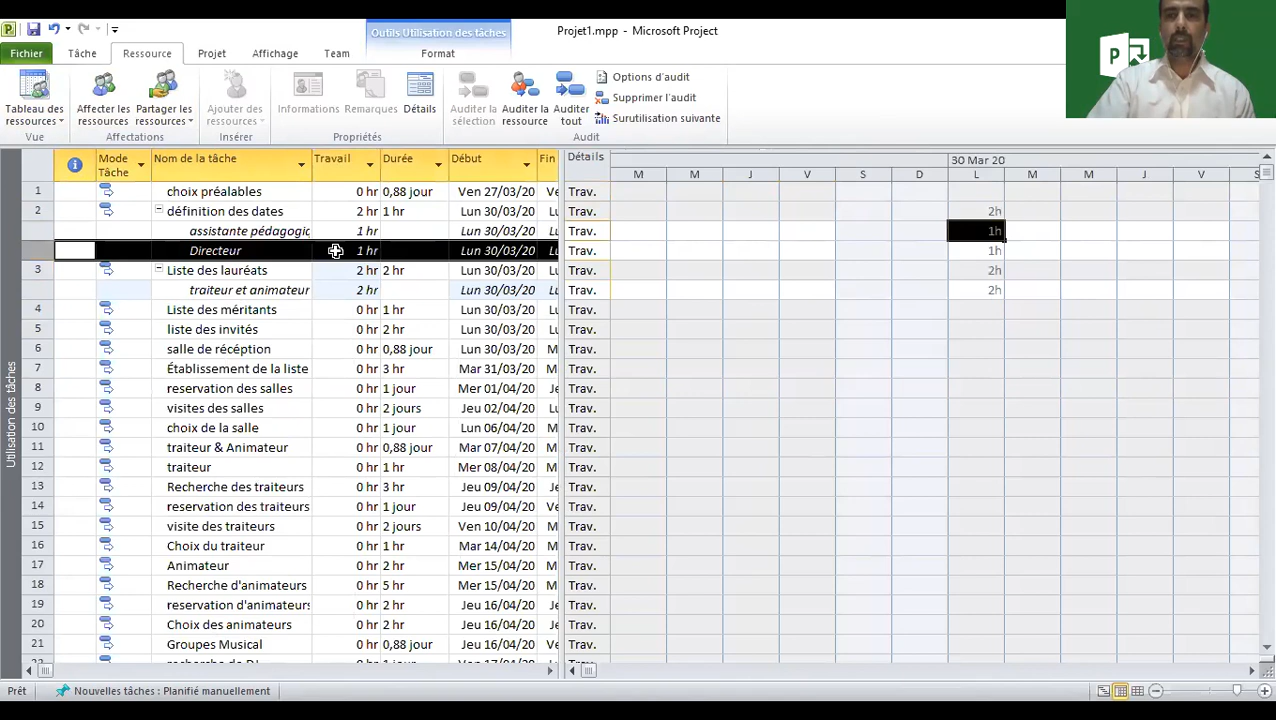 Outils Utilisation des tâches
Projet1.mpp - Microsoft Project
Fichier Tâche Ressource Projet Affichage Team Format
Tableau des ressources
Affecter les ressources
Partager les ressources
Ajouter des ressources
Informations
Remarques
Détails
Auditer la sélection
Auditer la ressource
Auditer tout
Options d'audit
Supprimer l'audit
Surutilisation suivante
Vue Affectations Insérer Propriétés Audit
Mode Tâche Nom de la tâche Travail Durée Début Fin Détails 30 Mar 20
M M J V S D L M M J V S
1 choix préalables 0 hr 0,88 jour Ven 27/03/20 Ve Trav.
2 définition des dates 2 hr 1 hr Lun 30/03/20 Lu Trav. 2h
assistante pédagogic 1 hr Lun 30/03/20 Lu Trav. 1h
Directeur 1 hr Lun 30/03/20 Lu Trav. 1h
3 Liste des lauréats 2 hr 2 hr Lun 30/03/20 Lu Trav. 2h
traiteur et animateur 2 hr Lun 30/03/20 Lu Trav. 2h
4 Liste des méritants 0 hr 1 hr Lun 30/03/20 Lu Trav.
5 liste des invités 0 hr 2 hr Lun 30/03/20 Lu Trav.
6 salle de récéption 0 hr 0,88 jour Lun 30/03/20 M Trav.
7 Établissement de la liste 0 hr 3 hr Mar 31/03/20 M Trav.
8 reservation des salles 0 hr 1 jour Mer 01/04/20 Je Trav.
9 visites des salles 0 hr 2 jours Jeu 02/04/20 Lu Trav.
10 choix de la salle 0 hr 1 jour Lun 06/04/20 M Trav.
11 traiteur & Animateur 0 hr 0,88 jour Mar 07/04/20 M Trav.
12 traiteur 0 hr 1 hr Mer 08/04/20 M Trav.
13 Recherche des traiteurs 0 hr 3 hr Jeu 09/04/20 Je Trav.
14 reservation des traiteurs 0 hr 1 jour Jeu 09/04/20 Ve Trav.
15 visite des traiteurs 0 hr 2 jours Ven 10/04/20 M Trav.
16 Choix du traiteur 0 hr 1 hr Mar 14/04/20 M Trav.
17 Animateur 0 hr 2 hr Mer 15/04/20 M Trav.
18 Recherche d'animateurs 0 hr 5 hr Mer 15/04/20 M Trav.
19 reservation d'animateurs 0 hr 2 hr Jeu 16/04/20 Je Trav.
20 Choix des animateurs 0 hr 2 hr Jeu 16/04/20 Je Trav.
21 Groupes Musical 0 hr 0,88 jour Jeu 16/04/20 Ve Trav.
Utilisation des tâches
Prêt Nouvelles tâches : Planifié manuellement